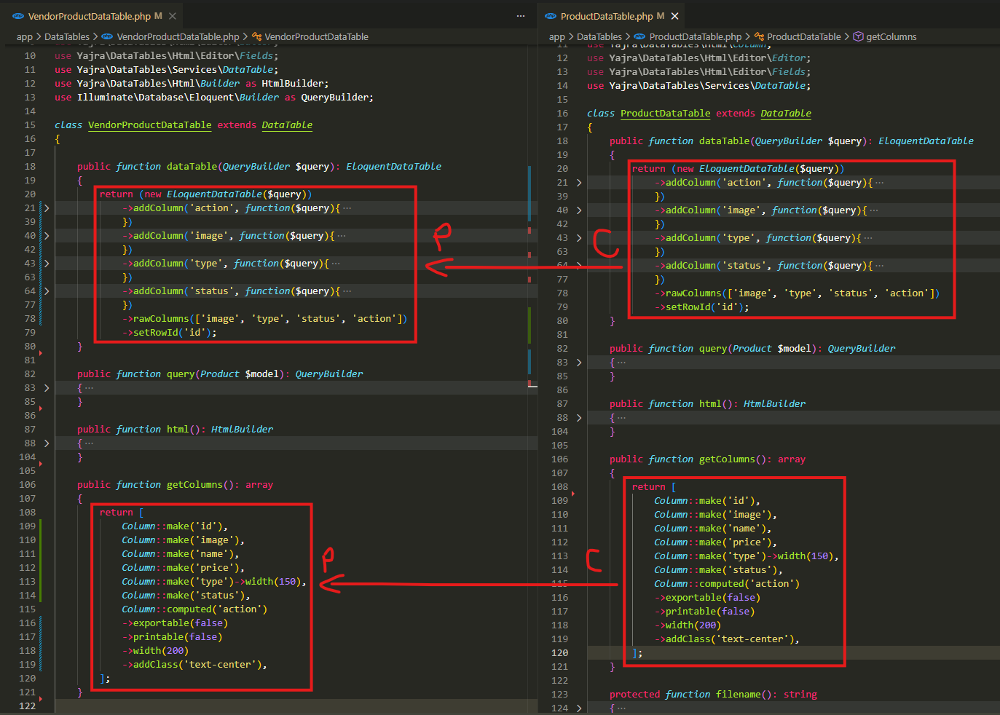 VendorProductDataTable.php M
app > DataTables > VendorProductDataTable.php > VendorProductDataTable
10 use Yajra\DataTables\Html\Editor\Fields;
11 use Yajra\DataTables\Services\DataTable;
12 use Yajra\DataTables\Html\Builder as HtmlBuilder;
13 use Illuminate\Database\Eloquent\Builder as QueryBuilder;
14
15 class VendorProductDataTable extends DataTable
16 {
17
18 public function dataTable(QueryBuilder $query): EloquentDataTable
19 {
20 return (new EloquentDataTable($query))
21 ->addColumn('action', function($query){ ···
39 })
40 ->addColumn('image', function($query){ ···
42 })
43 ->addColumn('type', function($query){ ···
63 })
64 ->addColumn('status', function($query){ ···
77 })
78 ->rawColumns(['image', 'type', 'status', 'action'])
79 ->setRowId('id');
80 }
81
82 public function query(Product $model): QueryBuilder
83 { ···
85 }
86
87 public function html(): HtmlBuilder
88 { ···
104 }
105
106 public function getColumns(): array
107 {
108 return [
109 Column::make('id'),
110 Column::make('image'),
111 Column::make('name'),
112 Column::make('price'),
113 Column::make('type')->width(150),
114 Column::make('status'),
115 Column::computed('action')
116 ->exportable(false)
117 ->printable(false)
118 ->width(200)
119 ->addClass('text-center'),
120 ];
121 }
122
P
P
ProductDataTable.php M
app > DataTables > ProductDataTable.php > ProductDataTable > getColumns
11 use Yajra\DataTables\Html\Column;
12 use Yajra\DataTables\Html\Editor\Editor;
13 use Yajra\DataTables\Html\Editor\Fields;
14 use Yajra\DataTables\Services\DataTable;
15
16 class ProductDataTable extends DataTable
17 {
18 public function dataTable(QueryBuilder $query): EloquentDataTable
19 {
20 return (new EloquentDataTable($query))
21 ->addColumn('action', function($query){ ···
39 })
40 ->addColumn('image', function($query){ ···
42 })
43 ->addColumn('type', function($query){ ···
63 })
64 ->addColumn('status', function($query){ ···
77 })
78 ->rawColumns(['image', 'type', 'status', 'action'])
79 ->setRowId('id');
80 }
81
82 public function query(Product $model): QueryBuilder
83 { ···
85 }
86
87 public function html(): HtmlBuilder
88 { ···
104 }
105
106 public function getColumns(): array
107 {
108 return [
109 Column::make('id'),
110 Column::make('image'),
111 Column::make('name'),
112 Column::make('price'),
113 Column::make('type')->width(150),
114 Column::make('status'),
115 Column::computed('action')
116 ->exportable(false)
117 ->printable(false)
118 ->width(200)
119 ->addClass('text-center'),
120 ];
121 }
122
123 protected function filename(): string
124 { ···
C
C